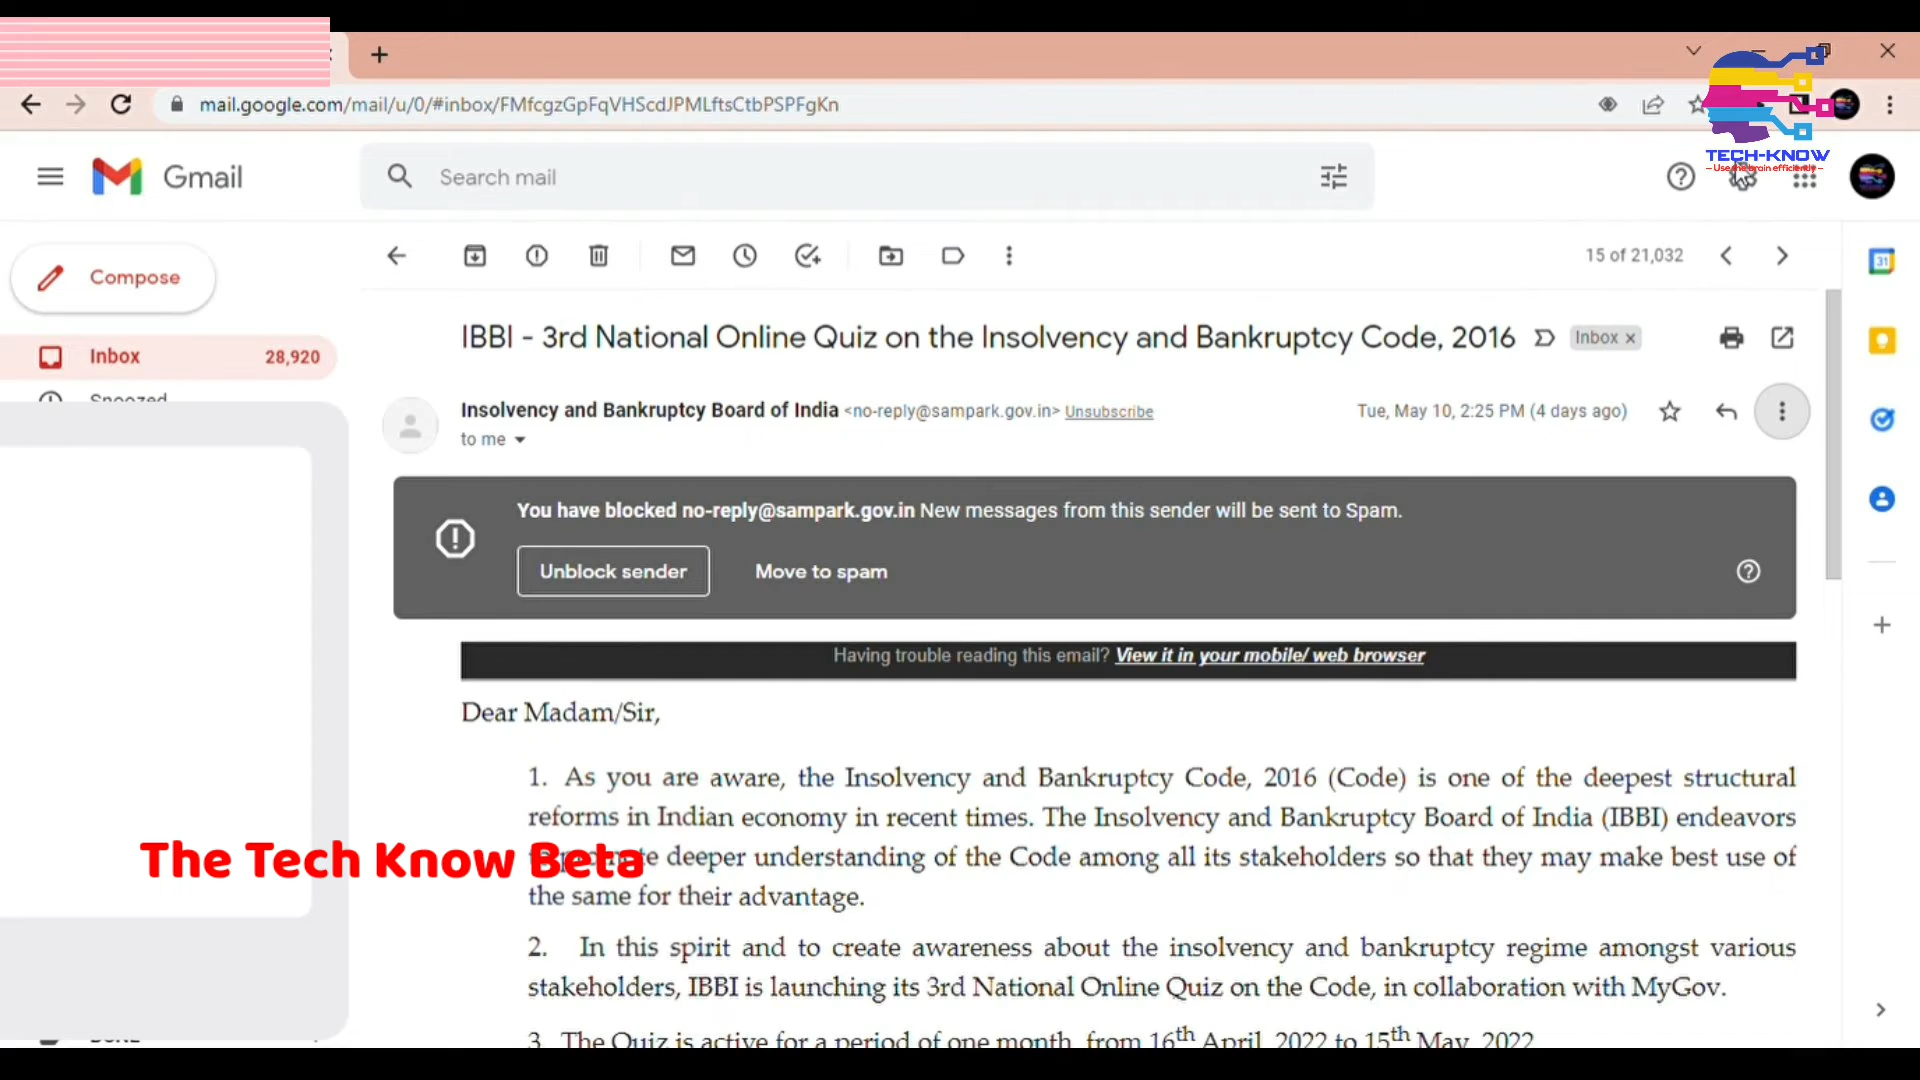 mail.google.com/mail/u/0/#inbox/FMfcgzGpFqVHScdJPMLftsCtbPSPFgKn
TECH-KNOW
– Use the brain efficiently –
Gmail
Search mail
Compose
15 of 21,032
Inbox 28,920
Snoozed
IBBI - 3rd National Online Quiz on the Insolvency and Bankruptcy Code, 2016
Inbox x
Insolvency and Bankruptcy Board of India <no-reply@sampark.gov.in> Unsubscribe
Tue, May 10, 2:25 PM (4 days ago)
to me
You have blocked no-reply@sampark.gov.in New messages from this sender will be sent to Spam.
Unblock sender
Move to spam
Having trouble reading this email? View it in your mobile/ web browser
Dear Madam/Sir,
1. As you are aware, the Insolvency and Bankruptcy Code, 2016 (Code) is one of the deepest structural
reforms in Indian economy in recent times. The Insolvency and Bankruptcy Board of India (IBBI) endeavors
deeper understanding of the Code among all its stakeholders so that they may make best use of
the same for their advantage.
The Tech Know Beta
2. In this spirit and to create awareness about the insolvency and bankruptcy regime amongst various
stakeholders, IBBI is launching its 3rd National Online Quiz on the Code, in collaboration with MyGov.
3. The Quiz is active for a period of one month, from 16th April, 2022 to 15th May, 2022
31